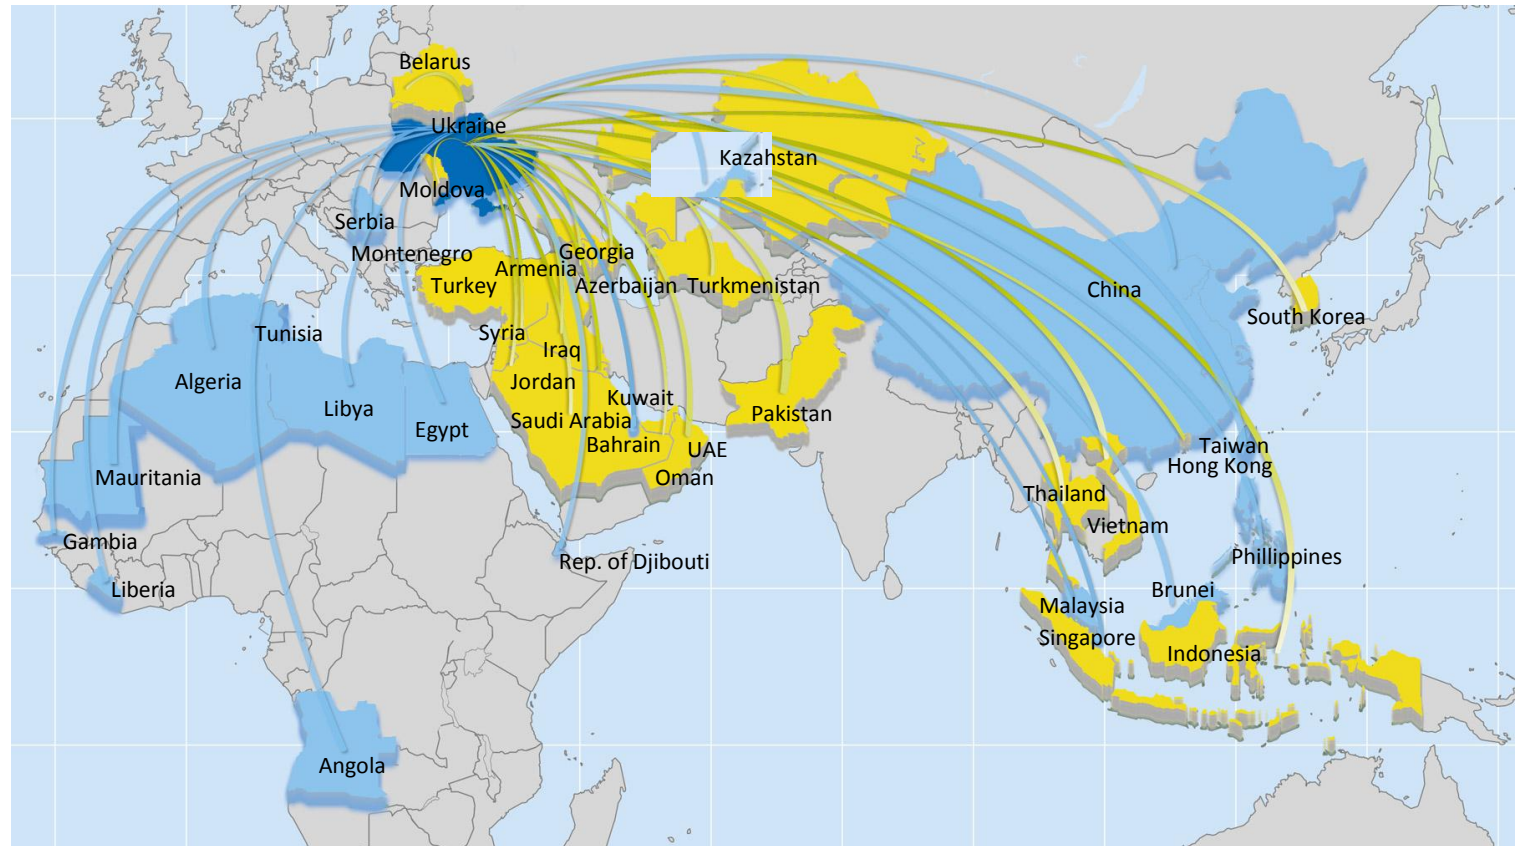 Belarus
Ukraine
Kazahstan
Moldova
Serbia
Montenegro
Georgia
Armenia
Turkey
Azerbaijan
Turkmenistan
China
South Korea
Tunisia
Syria
Iraq
Algeria
Jordan
Kuwait
Libya
Saudi Arabia
Pakistan
Egypt
Bahrain
UAE
Taiwan
Hong Kong
Mauritania
Oman
Thailand
Vietnam
Gambia
Rep. of Djibouti
Phillippines
Liberia
Brunei
Malaysia
Singapore
Indonesia
Angola